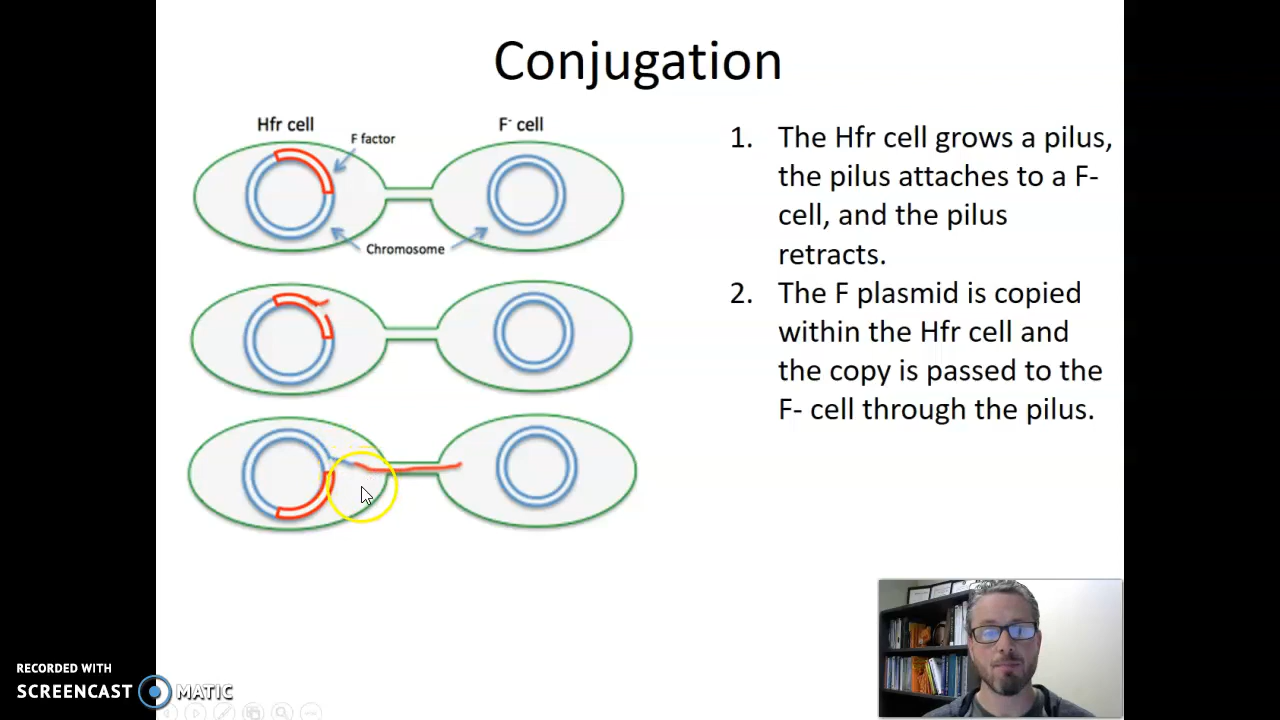 Conjugation
Hfr cell
F- cell
F factor
Chromosome
1. The Hfr cell grows a pilus,
the pilus attaches to a F-
cell, and the pilus
retracts.
2. The F plasmid is copied
within the Hfr cell and
the copy is passed to the
F- cell through the pilus.
RECORDED WITH
SCREENCAST MATIC